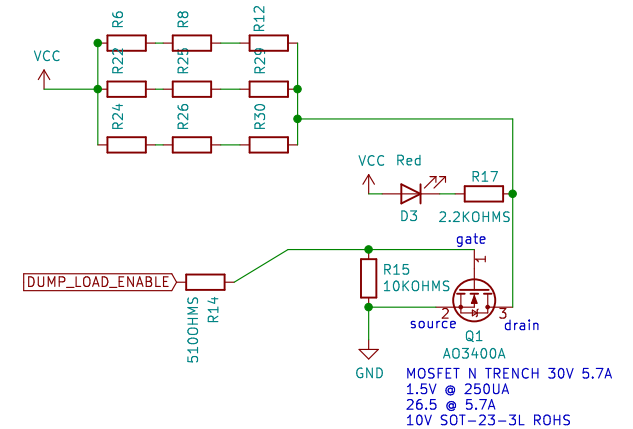 R6 R8 R12
VCC R22 R25 R29
R24 R26 R30
VCC Red
R17
D3 2.2KOHMS
gate
1
DUMP_LOAD_ENABLE
R15
10KOHMS
510OHMS R14
2 3
source drain
Q1
AO3400A
GND
MOSFET N TRENCH 30V 5.7A
1.5V @ 250UA
26.5 @ 5.7A
10V SOT-23-3L ROHS